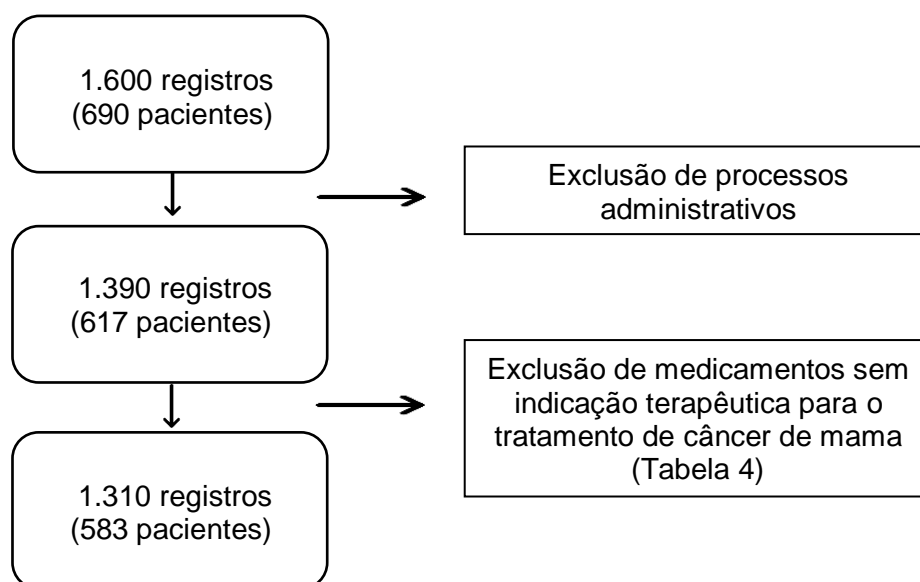 1.600 registros
(690 pacientes)
Exclusão de processos
administrativos
1.390 registros
(617 pacientes)
Exclusão de medicamentos sem
indicação terapêutica para o
tratamento de câncer de mama
(Tabela 4)
1.310 registros
(583 pacientes)